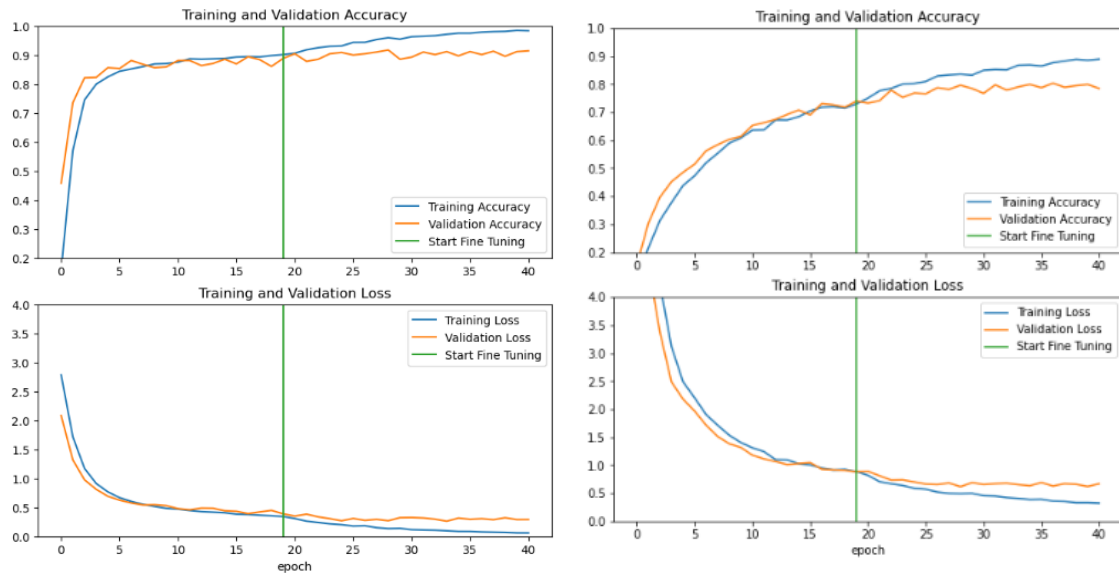 Training and Validation Accuracy
1.0
0.9
0.8
0.7
0.6
0.5
0.4
0.3
0.2
Training Accuracy
Validation Accuracy
Start Fine Tuning
0 5 10 15 20 25 30 35 40
Training and Validation Loss
4.0
3.5
3.0
2.5
2.0
1.5
1.0
0.5
0.0
Training Loss
Validation Loss
Start Fine Tuning
0 5 10 15 20 25 30 35 40
epoch
Training and Validation Accuracy
1.0
0.9
0.8
0.7
0.6
0.5
0.4
0.3
0.2
Training Accuracy
Validation Accuracy
Start Fine Tuning
0 5 10 15 20 25 30 35 40
Training and Validation Loss
4.0
3.5
3.0
2.5
2.0
1.5
1.0
0.5
0.0
Training Loss
Validation Loss
Start Fine Tuning
0 5 10 15 20 25 30 35 40
epoch